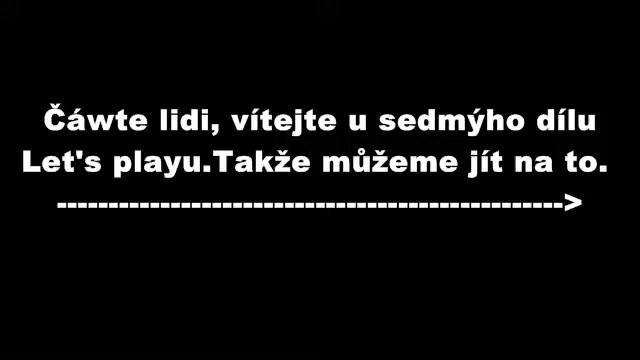 Čáwte lidi, vítejte u sedmýho dílu
Let's playu.Takže můžeme jít na to.
-------------------------------------------------->